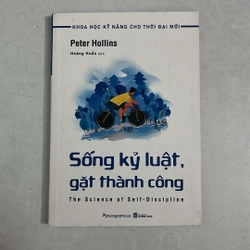 KHOA HỌC KỸ NĂNG CHO THỜI ĐẠI MỚI
Peter Hollins
Hoàng Huấn dịch
Sống kỷ luật,
gặt thành công
The Science of Self-Discipline